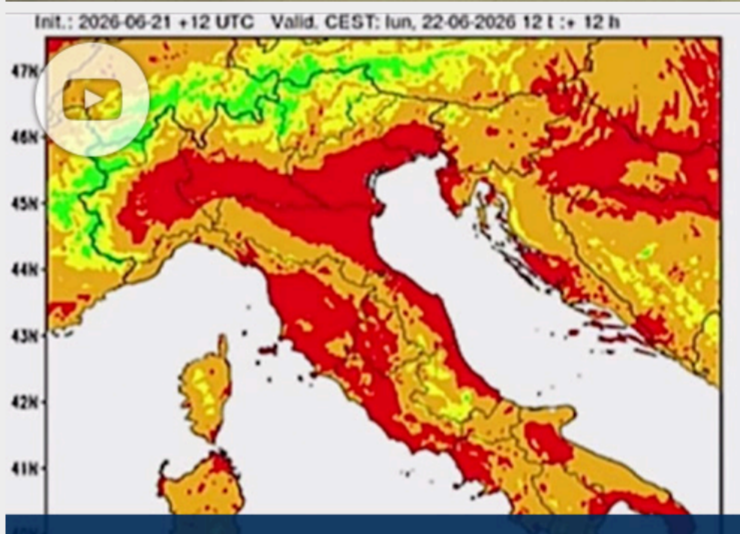 Init.: 2026-06-21 +12 UTC Valid. CEST: lun, 22-06-2026 12 t :+ 12 h
47N
46N
45N
44N
43N
42N
41N